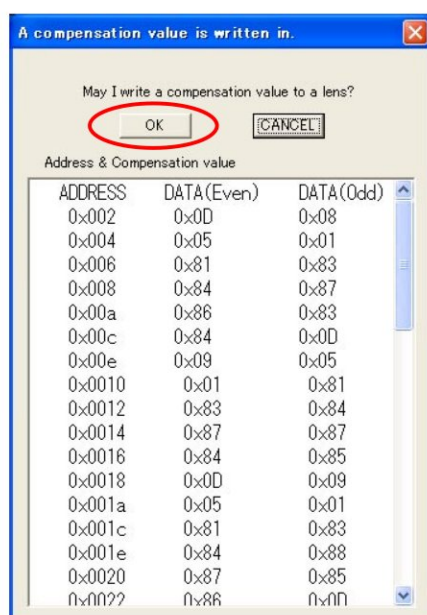 A compensation value is written in.
May I write a compensation value to a lens?
OK CANCEL
Address & Compensation value
ADDRESS DATA(Even) DATA(Odd)
0x002 0x0D 0x08
0x004 0x05 0x01
0x006 0x81 0x83
0x008 0x84 0x87
0x00a 0x86 0x83
0x00c 0x84 0x0D
0x00e 0x09 0x05
0x0010 0x01 0x81
0x0012 0x83 0x84
0x0014 0x87 0x87
0x0016 0x84 0x85
0x0018 0x0D 0x09
0x001a 0x05 0x01
0x001c 0x81 0x83
0x001e 0x84 0x88
0x0020 0x87 0x85
0x0022 0x86 0x0D